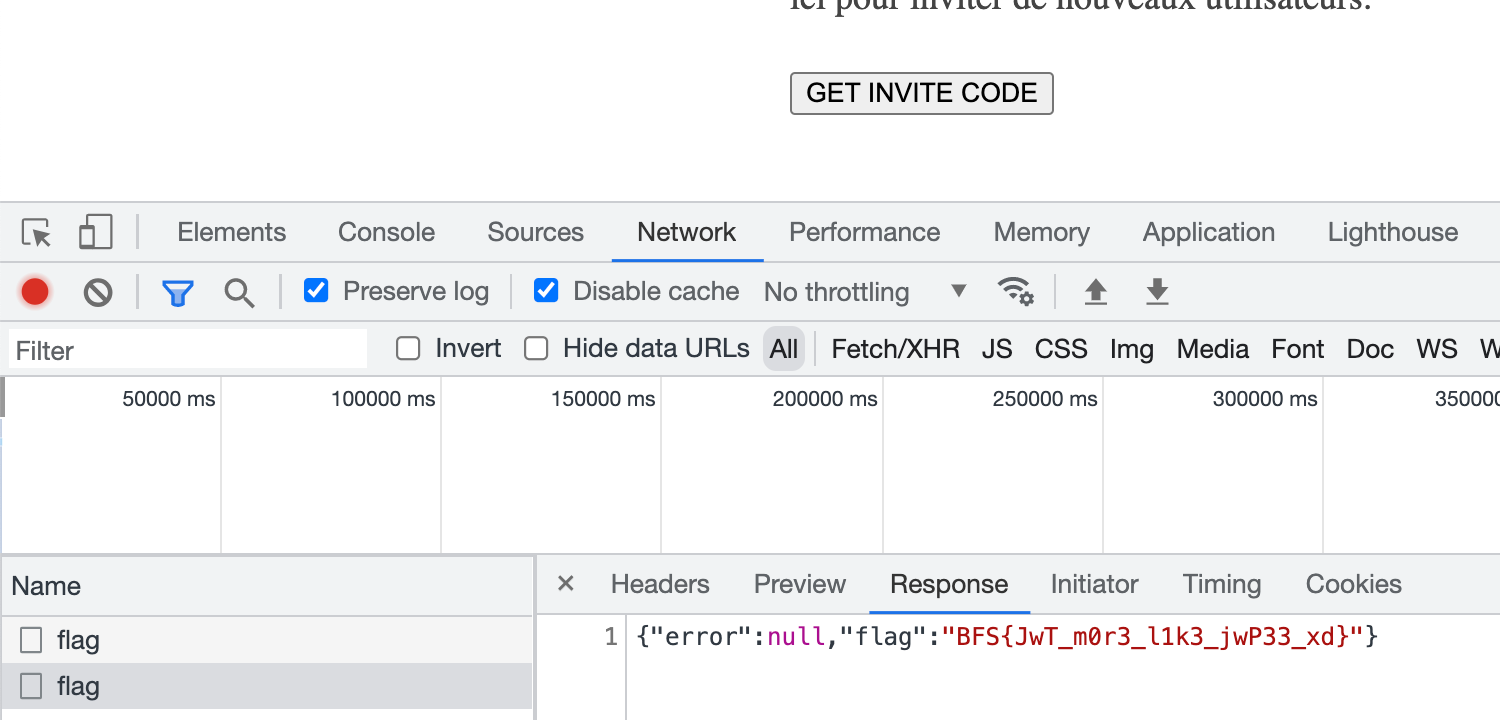 ici pour inviter de nouveaux utilisateurs.
GET INVITE CODE
Elements Console Sources Network Performance Memory Application Lighthouse
Preserve log Disable cache No throttling
Filter Invert Hide data URLs All Fetch/XHR JS CSS Img Media Font Doc WS W
50000 ms 100000 ms 150000 ms 200000 ms 250000 ms 300000 ms 350000
Name × Headers Preview Response Initiator Timing Cookies
flag 1 {"error":null,"flag":"BFS{JwT_m0r3_l1k3_jwP33_xd}"}
flag